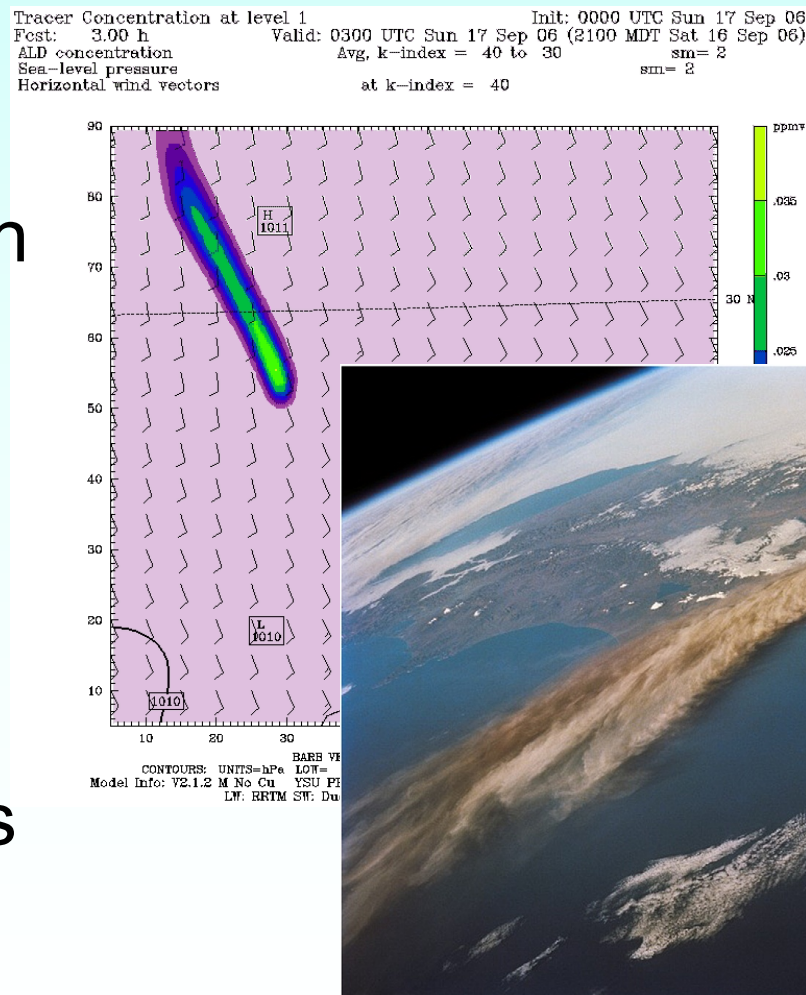 Tracer Concentration at level 1 Init: 0000 UTC Sun 17 Sep 06
Fcst: 3.00 h Valid: 0300 UTC Sun 17 Sep 06 (2100 MDT Sat 16 Sep 06)
ALD concentration Avg, k-index = 40 to 30 sm= 2
Sea-level pressure sm= 2
Horizontal wind vectors at k-index = 40
90
80
70
60
50
40
30
20
10
10 20 30
H
1011
L
1010
1010
30 N
ppmv
.035
.03
.025
n
s
BARB
CONTOURS: UNITS=hPa LOW=
Model Info: V2.1.2 M No Cu YSU
LW: RRTM SW: